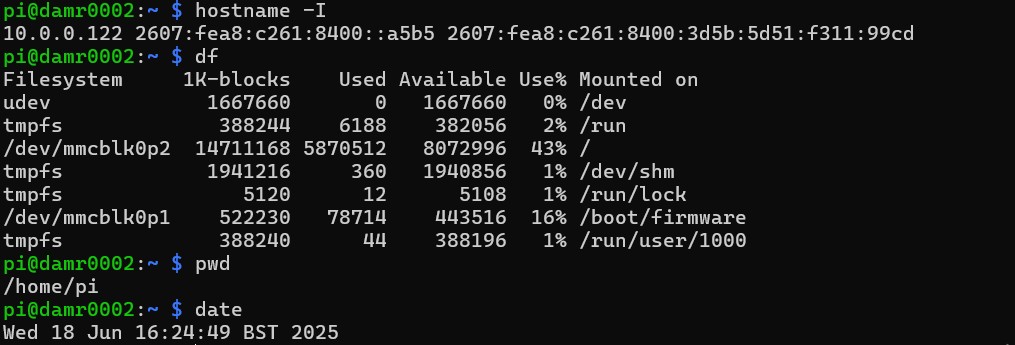 pi@damr0002:~ $ hostname -I
10.0.0.122 2607:fea8:c261:8400::a5b5 2607:fea8:c261:8400:3d5b:5d51:f311:99cd
pi@damr0002:~ $ df
Filesystem     1K-blocks    Used Available Use% Mounted on
udev             1667660       0   1667660   0% /dev
tmpfs             388244    6188    382056   2% /run
/dev/mmcblk0p2  14711168 5870512   8072996  43% /
tmpfs            1941216     360   1940856   1% /dev/shm
tmpfs               5120      12      5108   1% /run/lock
/dev/mmcblk0p1    522230   78714    443516  16% /boot/firmware
tmpfs             388240      44    388196   1% /run/user/1000
pi@damr0002:~ $ pwd
/home/pi
pi@damr0002:~ $ date
Wed 18 Jun 16:24:49 BST 2025